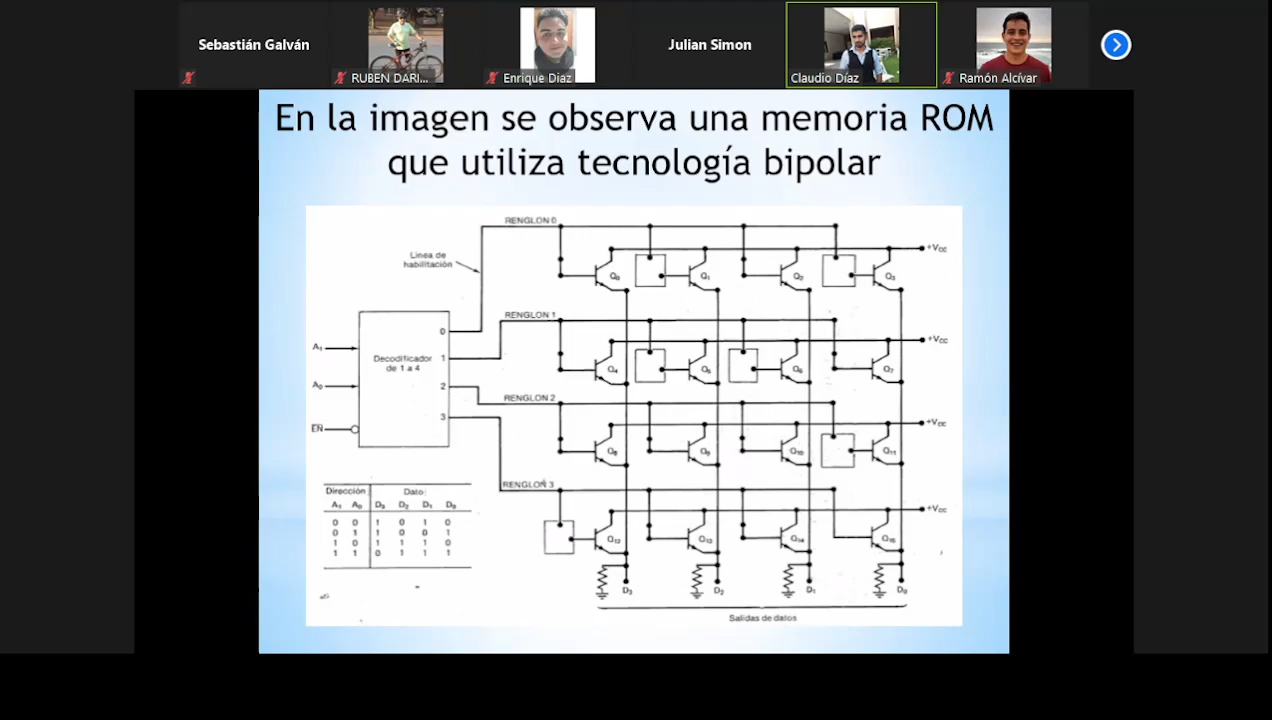 Sebastián Galván
RUBEN DARI...
Enrique Diaz
Julian Simon
Claudio Díaz
Ramón Alcívar
En la imagen se observa una memoria ROM
que utiliza tecnología bipolar
RENGLON 0
Línea de
habilitación
+Vcc
Q0 Q1 Q2 Q3
RENGLON 1
+Vcc
A1
Decodificador
de 1 a 4
0
1
2
3
A0
EN
Q4 Q5 Q6 Q7
RENGLON 2
+Vcc
Q8 Q9 Q10 Q11
RENGLON 3
+Vcc
Q12 Q13 Q14 Q15
Dirección Dato
A1 A0 D3 D2 D1 D0
0 0 1 0 1 0
0 1 1 0 0 1
1 0 1 1 1 0
1 1 0 1 1 1
D3 D2 D1 D0
Salidas de datos